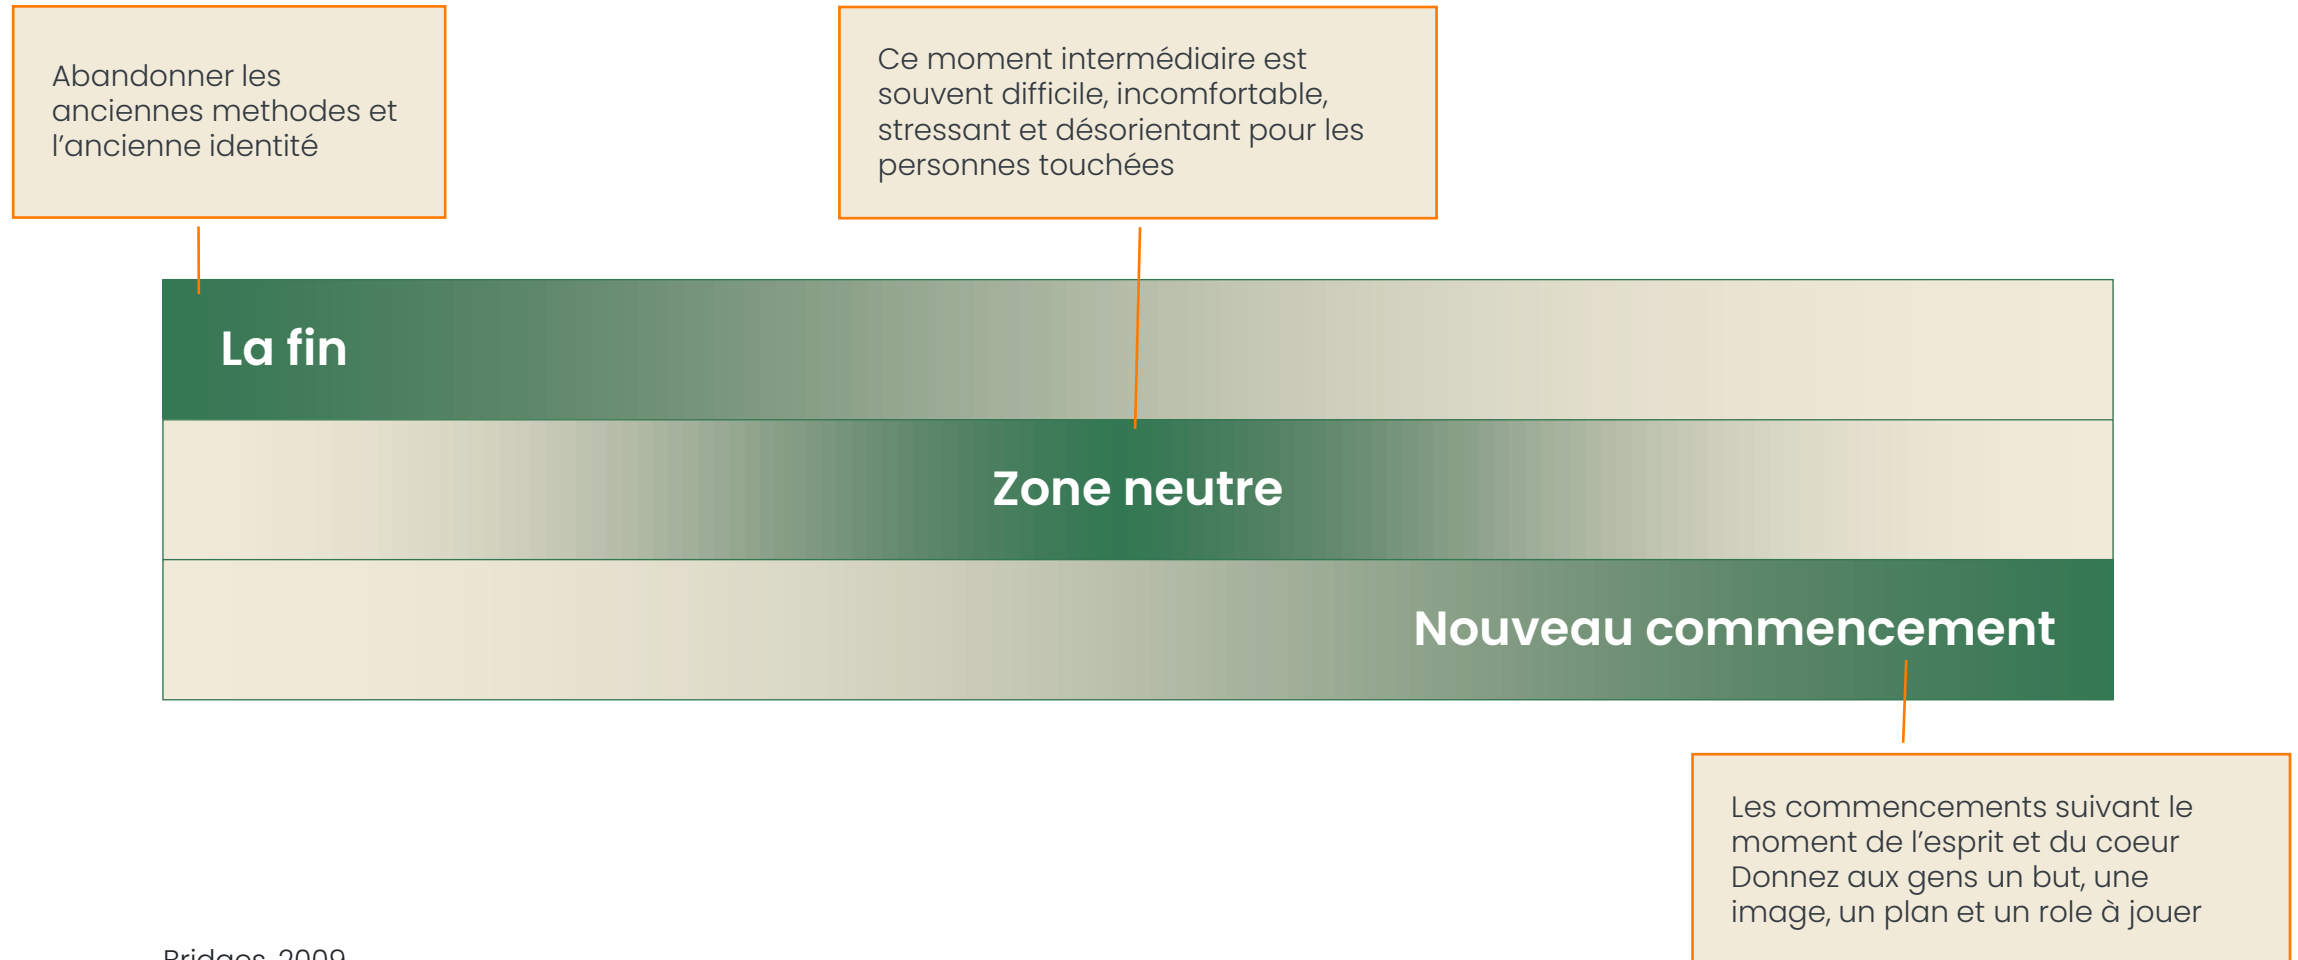 Abandonner les
anciennes methodes et
l'ancienne identité
Ce moment intermédiaire est
souvent difficile, incomfortable,
stressant et désorientant pour les
personnes touchées
La fin
Zone neutre
Nouveau commencement
Les commencements suivant le
moment de l'esprit et du coeur
Donnez aux gens un but, une
image, un plan et un role à jouer
Bridges, 2009